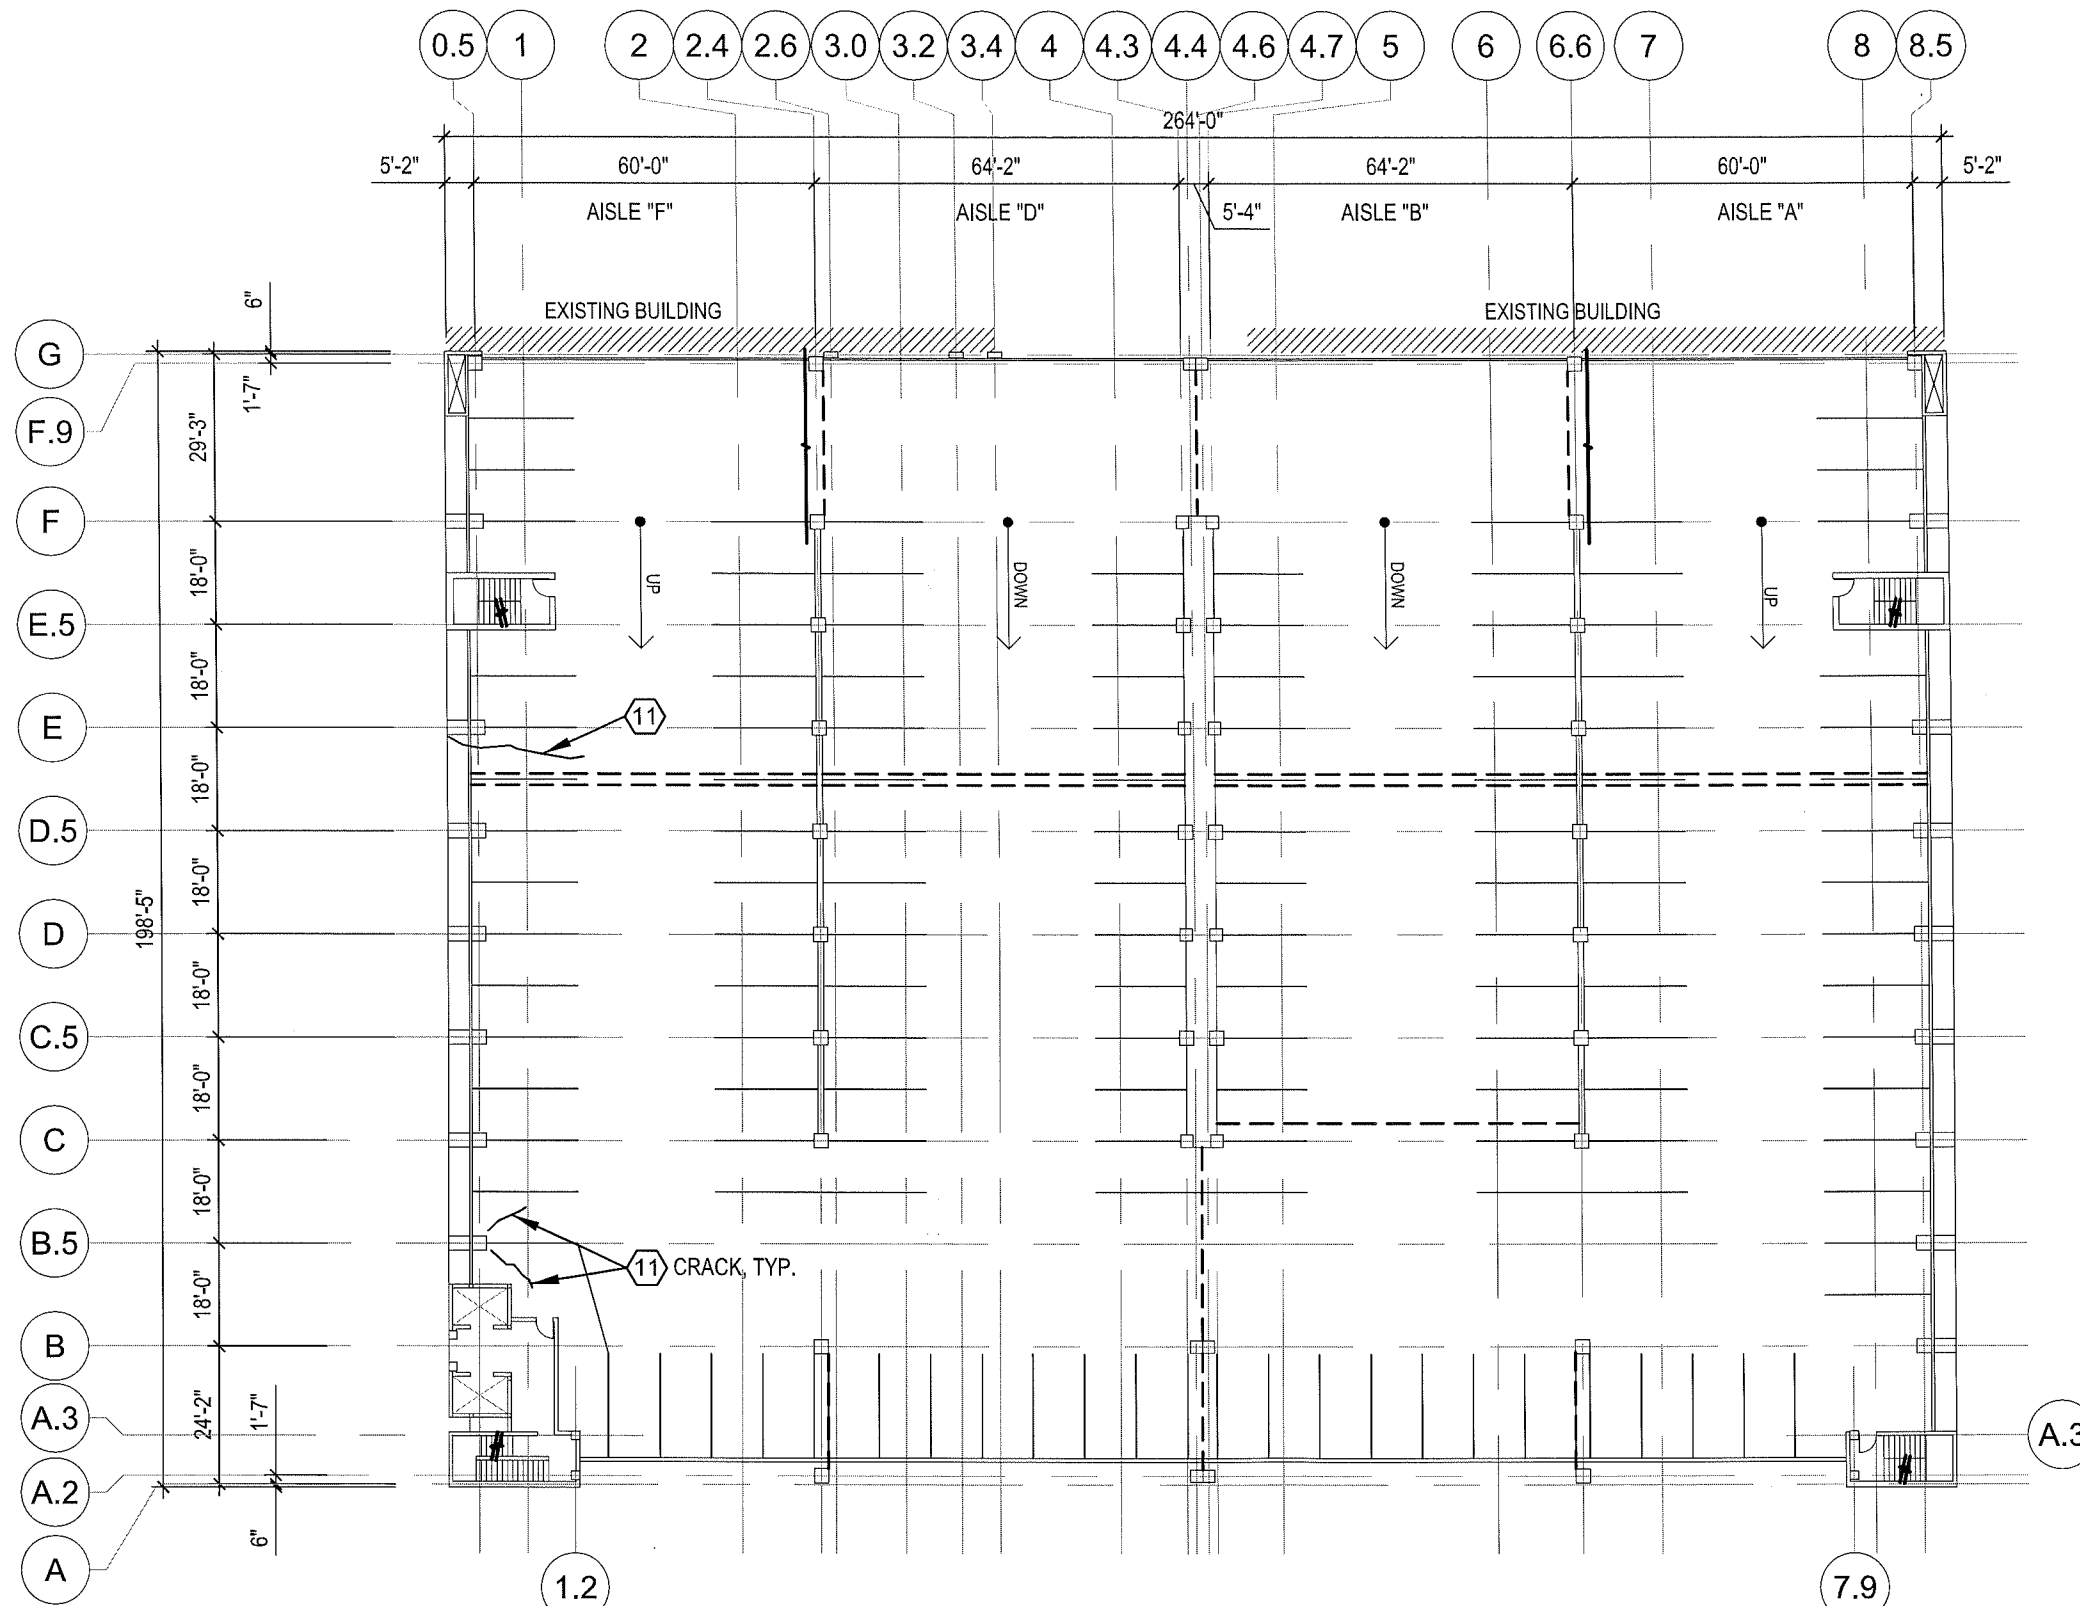 0.5 1 2 2.4 2.6 3.0 3.2 3.4 4 4.3 4.4 4.6 4.7 5 6 6.6 7 8 8.5
264'-0"
5'-2" 60'-0" 64'-2" 64'-2" 60'-0" 5'-2"
AISLE "F" AISLE "D" 5'-4" AISLE "B" AISLE "A"
EXISTING BUILDING EXISTING BUILDING
6"
G
1'-7"
F.9
29'-3"
F
18'-0" UP DOWN DOWN UP
E.5
18'-0"
11
E
18'-0"
D.5
18'-0"
198'-5"
D
18'-0"
C.5
18'-0"
C
18'-0"
B.5
11 CRACK, TYP.
18'-0"
B
24'-2" 1'-7"
A.3 A.3
A.2
6"
A
1.2 7.9